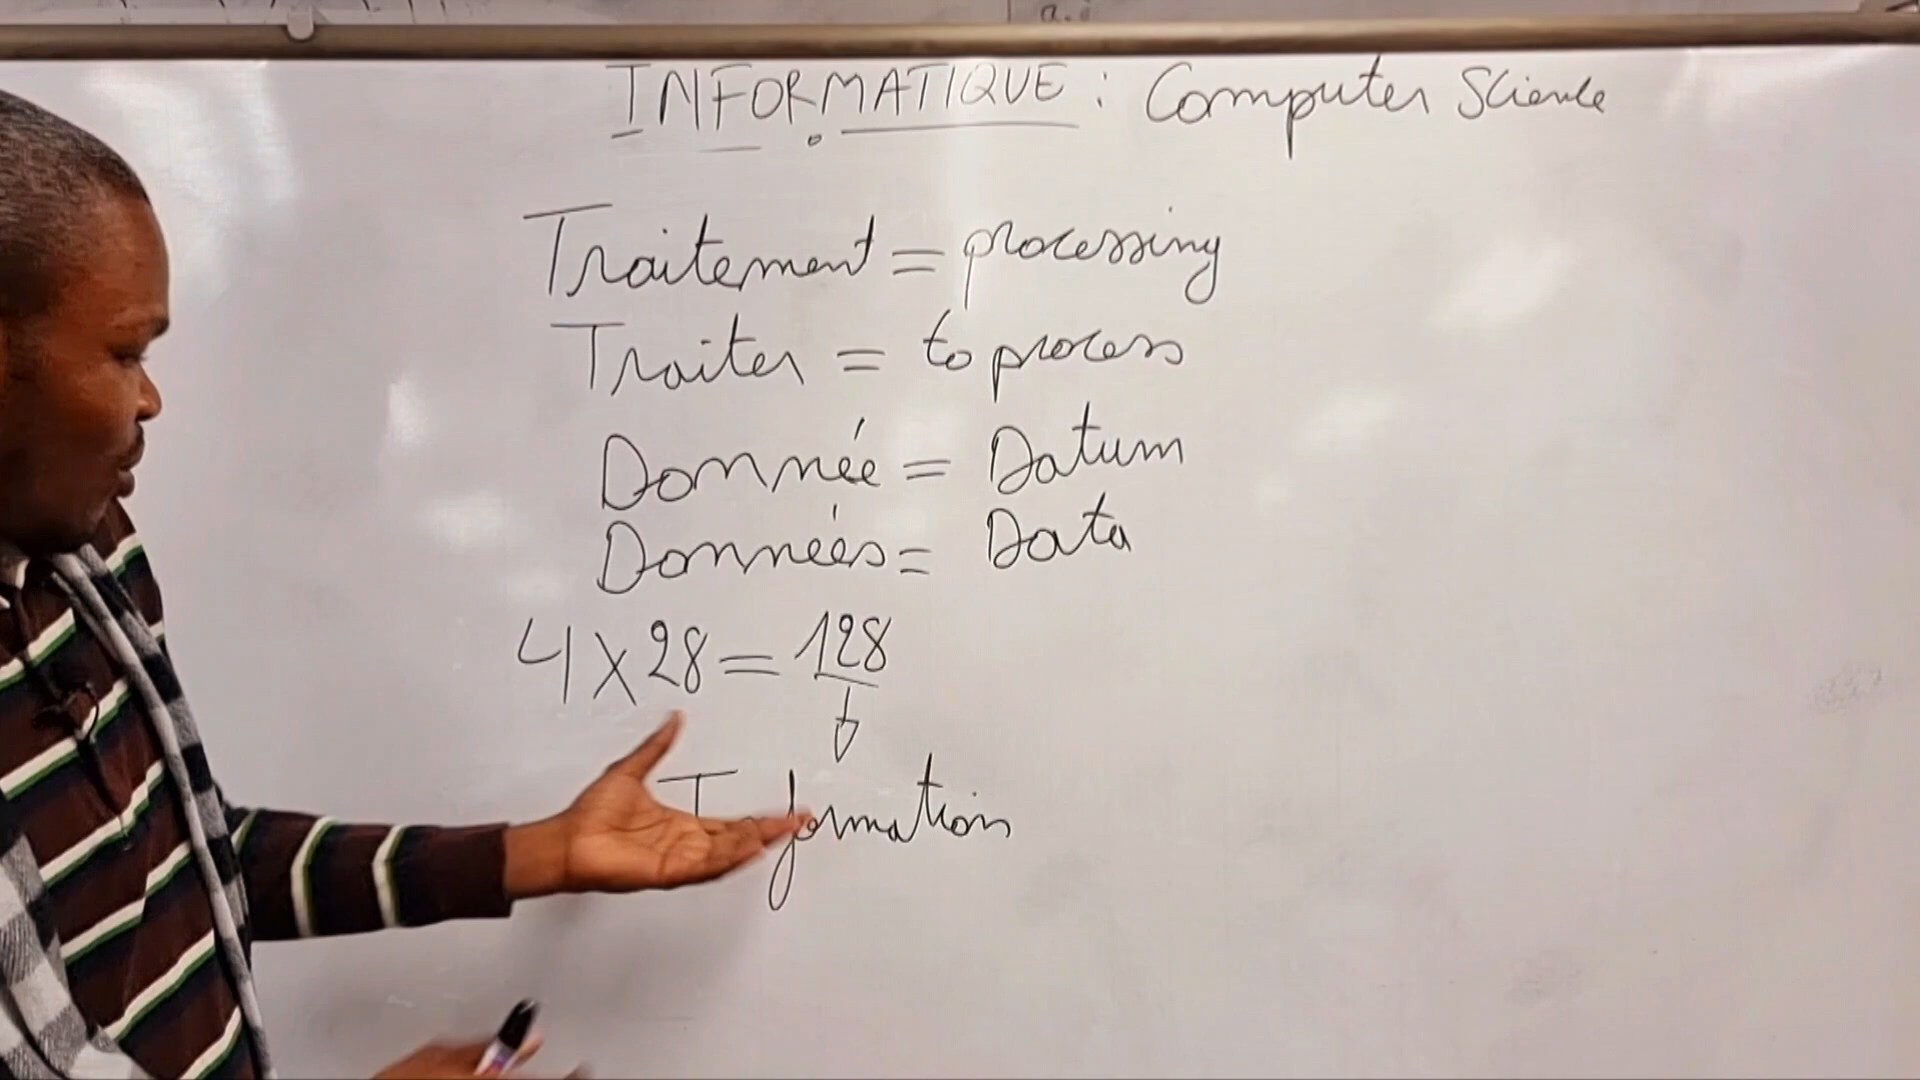 INFORMATIQUE : Computer Science
Traitement = processing
Traiter = to process
Donnée = Datum
Données = Data
4 X 28 = 128
Information